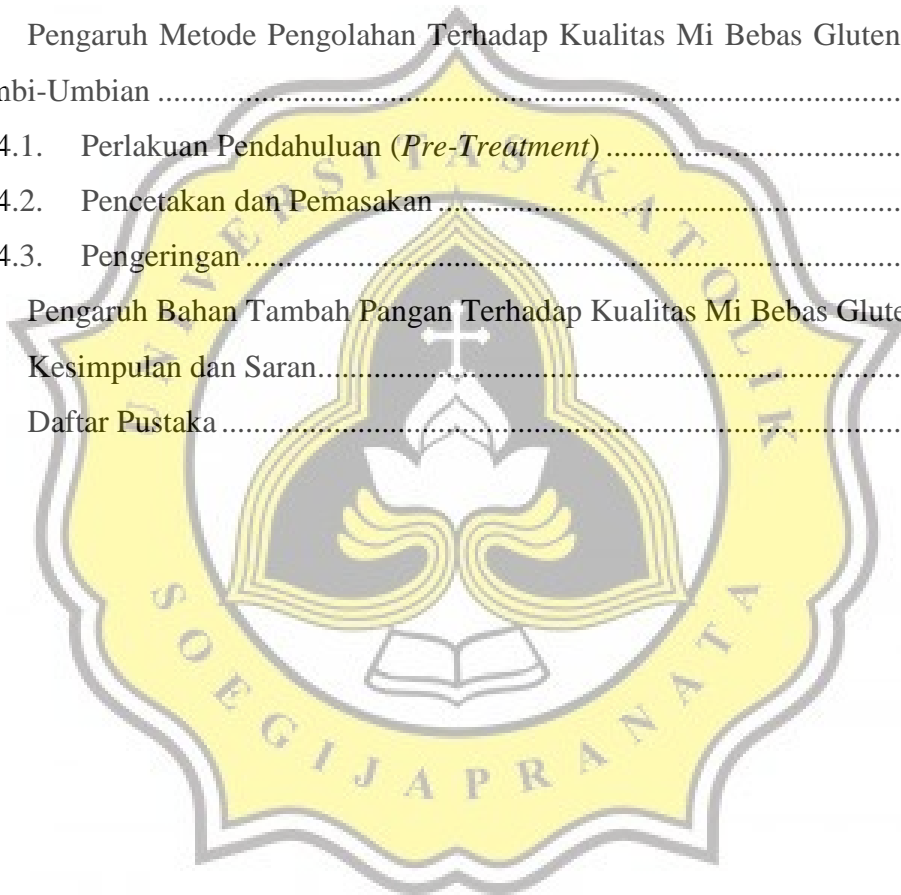 Pengaruh Metode Pengolahan Terhadap Kualitas Mi Bebas Gluten
mbi-Umbian ..........................................................................................
4.1. Perlakuan Pendahuluan (Pre-Treatment) ....................................
4.2. Pencetakan dan Pemasakan ..........................................................
4.3. Pengeringan ..................................................................................
Pengaruh Bahan Tambah Pangan Terhadap Kualitas Mi Bebas Glute
Kesimpulan dan Saran...........................................................................
Daftar Pustaka ......................................................................................
UNIVERSITAS KATOLIK
SOEGIJAPRANATA